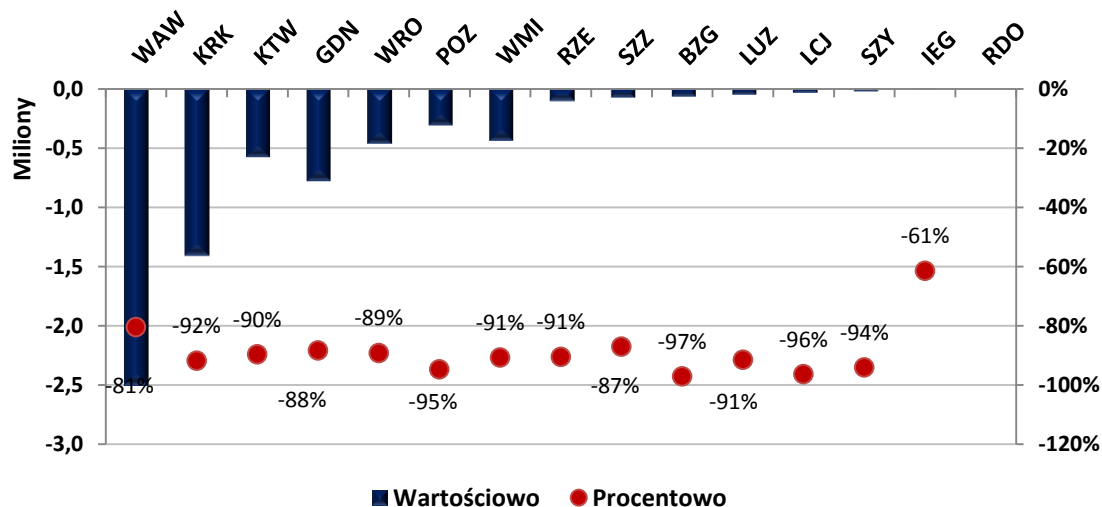 WAW KRK KTW GDN WRO POZ WMI RZE SZZ BZG LUZ LCJ SZY IEG RDO
Miliony
0,0 0%
-0,5 -20%
-1,0 -40%
-61%
-1,5 -60%
-92% -90% -89% -91% -91% -97% -96% -94%
-2,0 -80%
-81% -88% -95% -87% -91%
-2,5 -100%
-3,0 -120%
Wartościowo Procentowo